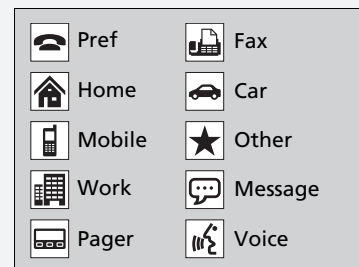 Pref
Home
Mobile
Work
Pager
Fax
Car
Other
Message
Voice